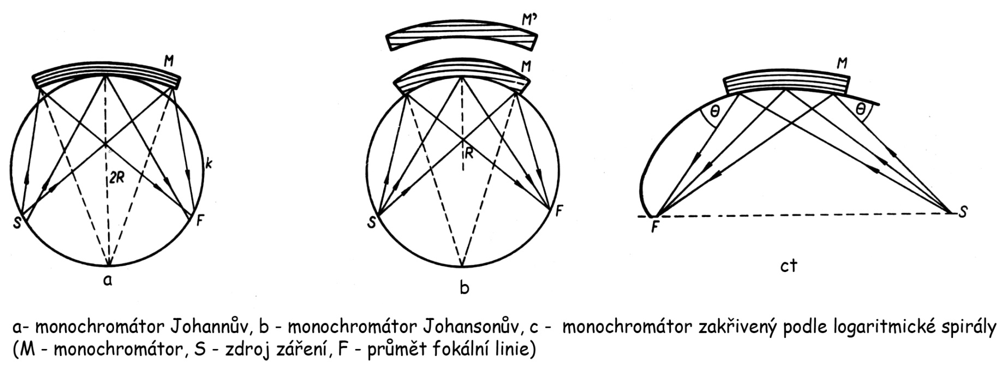 M
2R
k
S
F
a
M'
M
R
S
F
b
M
θ
θ
F
S
ct
a- monochromátor Johannův, b - monochromátor Johansonův, c - monochromátor zakřivený podle logaritmické spirály
(M - monochromátor, S - zdroj záření, F - průmět fokální linie)